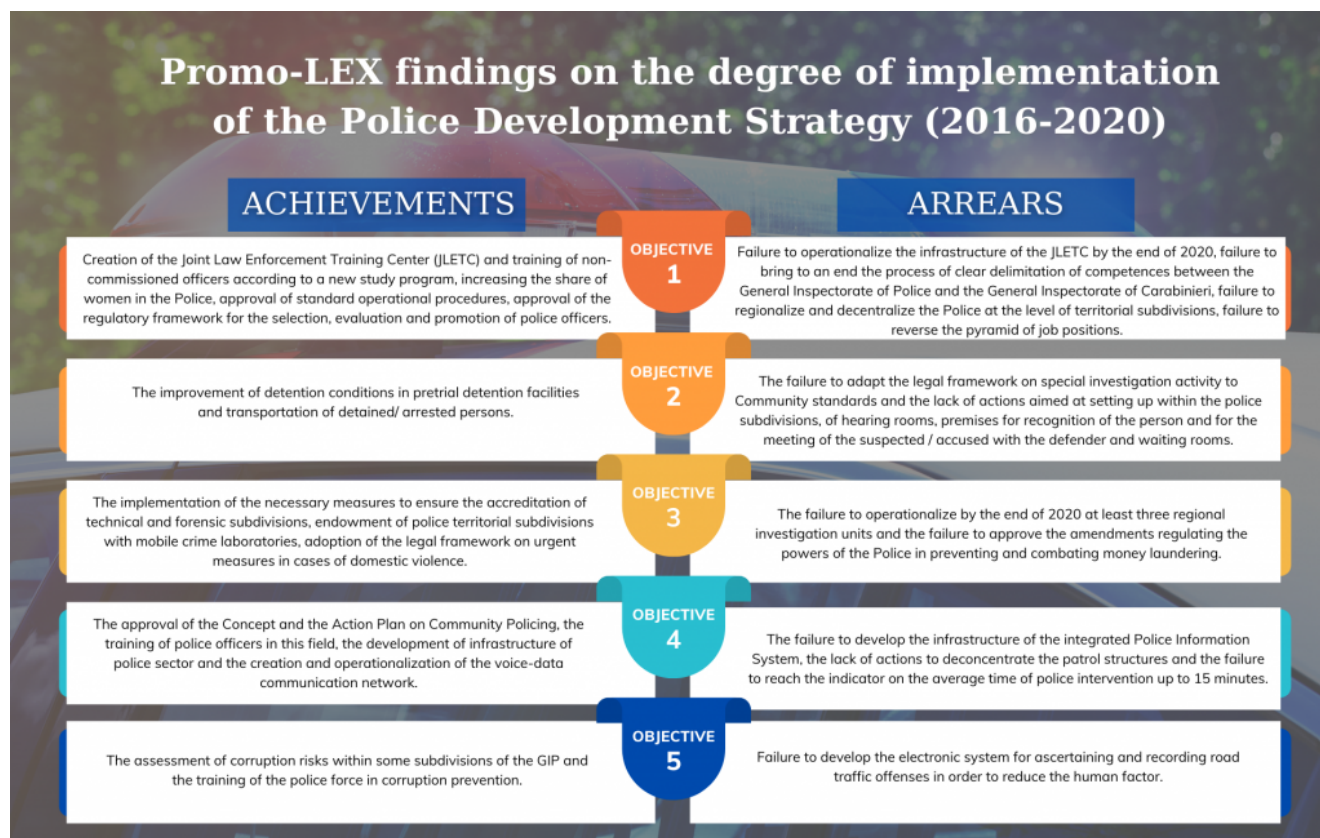 Promo-LEX findings on the degree of implementation
of the Police Development Strategy (2016-2020)
ACHIEVEMENTS
ARREARS
OBJECTIVE
1
Creation of the Joint Law Enforcement Training Center (JLETC) and training of non-
commissioned officers according to a new study program, increasing the share of
women in the Police, approval of standard operational procedures, approval of the
regulatory framework for the selection, evaluation and promotion of police officers.
Failure to operationalize the infrastructure of the JLETC by the end of 2020, failure to
bring to an end the process of clear delimitation of competences between the
General Inspectorate of Police and the General Inspectorate of Carabinieri, failure to
regionalize and decentralize the Police at the level of territorial subdivisions, failure to
reverse the pyramid of job positions.
OBJECTIVE
2
The improvement of detention conditions in pretrial detention facilities
and transportation of detained/ arrested persons.
The failure to adapt the legal framework on special investigation activity to
Community standards and the lack of actions aimed at setting up within the police
subdivisions, of hearing rooms, premises for recognition of the person and for the
meeting of the suspected / accused with the defender and waiting rooms.
OBJECTIVE
3
The implementation of the necessary measures to ensure the accreditation of
technical and forensic subdivisions, endowment of police territorial subdivisions
with mobile crime laboratories, adoption of the legal framework on urgent
measures in cases of domestic violence.
The failure to operationalize by the end of 2020 at least three regional
investigation units and the failure to approve the amendments regulating the
powers of the Police in preventing and combating money laundering.
OBJECTIVE
4
The approval of the Concept and the Action Plan on Community Policing, the
training of police officers in this field, the development of infrastructure of
police sector and the creation and operationalization of the voice-data
communication network.
The failure to develop the infrastructure of the integrated Police Information
System, the lack of actions to deconcentrate the patrol structures and the failure
to reach the indicator on the average time of police intervention up to 15 minutes.
OBJECTIVE
5
The assessment of corruption risks within some subdivisions of the GIP and
the training of the police force in corruption prevention.
Failure to develop the electronic system for ascertaining and recording road
traffic offenses in order to reduce the human factor.